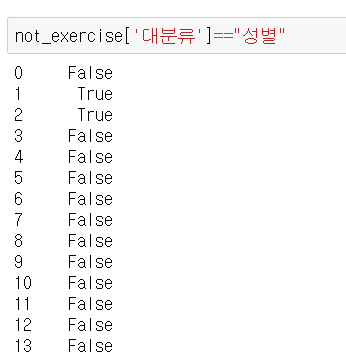 not_exercise['대분류']=="성별"
0 False
1 True
2 True
3 False
4 False
5 False
6 False
7 False
8 False
9 False
10 False
11 False
12 False
13 False